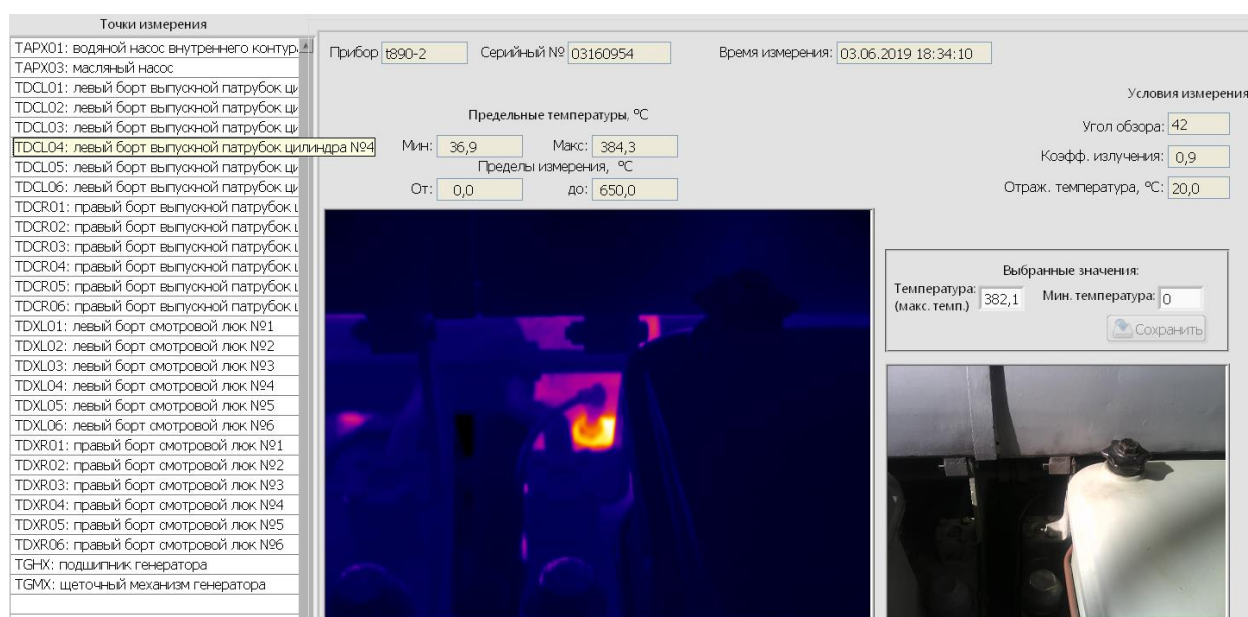 Точки измерения
TAPX01: водяной насос внутреннего контур
TAPX03: масляный насос
TDCL01: левый борт выпускной патрубок ци
TDCL02: левый борт выпускной патрубок ци
TDCL03: левый борт выпускной патрубок ци
TDCL04: левый борт выпускной патрубок цилиндра №4
TDCL05: левый борт выпускной патрубок ци
TDCL06: левый борт выпускной патрубок ци
TDCR01: правый борт выпускной патрубок
TDCR02: правый борт выпускной патрубок
TDCR03: правый борт выпускной патрубок
TDCR04: правый борт выпускной патрубок
TDCR05: правый борт выпускной патрубок
TDCR06: правый борт выпускной патрубок
TDXL01: левый борт смотровой люк №1
TDXL02: левый борт смотровой люк №2
TDXL03: левый борт смотровой люк №3
TDXL04: левый борт смотровой люк №4
TDXL05: левый борт смотровой люк №5
TDXL06: левый борт смотровой люк №6
TDXR01: правый борт смотровой люк №1
TDXR02: правый борт смотровой люк №2
TDXR03: правый борт смотровой люк №3
TDXR04: правый борт смотровой люк №4
TDXR05: правый борт смотровой люк №5
TDXR06: правый борт смотровой люк №6
TGHX: подшипник генератора
TGMX: щеточный механизм генератора
Прибор t890-2 Серийный № 03160954 Время измерения: 03.06.2019 18:34:10
Предельные температуры, °C
Мин: 36,9 Макс: 384,3
Пределы измерения, °C
От: 0,0 до: 650,0
Условия измерения
Угол обзора: 42
Коэфф. излучения: 0,9
Отраж. температура, °C: 20,0
Выбранные значения:
Температура: (макс. темп.) 382,1 Мин. температура: 0
Сохранить